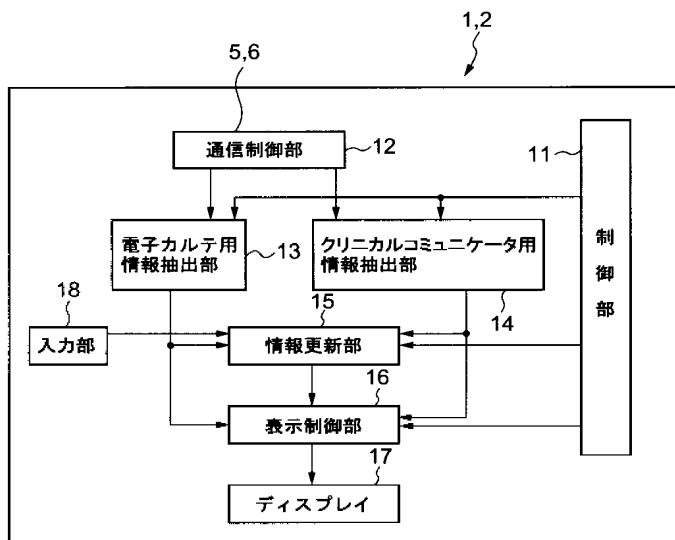 1,2
5,6
通信制御部
12
11
制御部
電子カルテ用
情報抽出部
13
クリニカルコミュニケータ用
情報抽出部
14
18
入力部
15
情報更新部
16
表示制御部
17
ディスプレイ